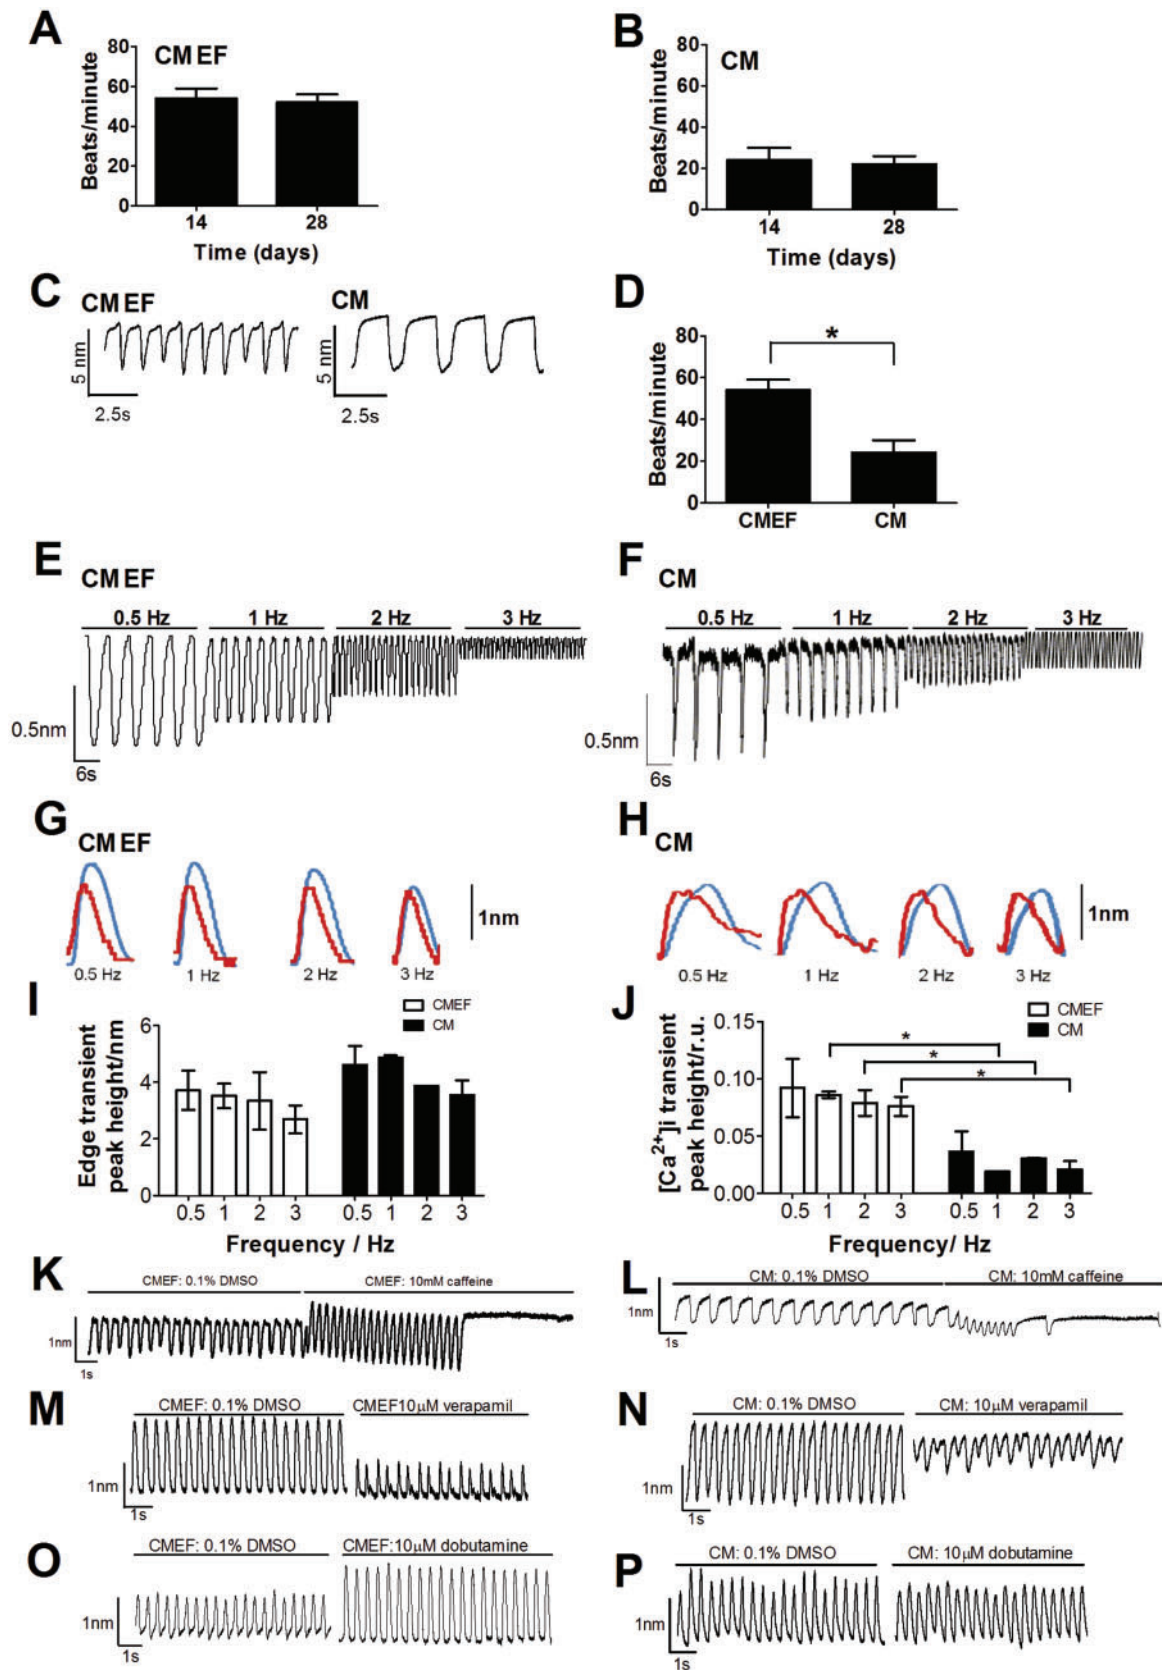 A
CMEF
Beats/minute
80
60
40
20
0
14
28
Time (days)
B
CM
Beats/minute
80
60
40
20
0
14
28
Time (days)
C
CMEF
5 nm
2.5s
CM
5 nm
2.5s
D
Beats/minute
80
60
40
20
0
*
CMEF
CM
E
CMEF
0.5 Hz
1 Hz
2 Hz
3 Hz
0.5nm
6s
F
CM
0.5 Hz
1 Hz
2 Hz
3 Hz
0.5nm
6s
G
CMEF
0.5 Hz
1 Hz
2 Hz
3 Hz
1nm
H
CM
0.5 Hz
1 Hz
2 Hz
3 Hz
1nm
I
CMEF
CM
Edge transient
peak height/nm
6
4
2
0
0.5
1
2
3
0.5
1
2
3
Frequency / Hz
J
CMEF
CM
[Ca2+]i transient
peak height/r.u.
0.15
0.10
0.05
0.00
*
*
*
0.5
1
2
3
0.5
1
2
3
Frequency/ Hz
K
CMEF: 0.1% DMSO
CMEF: 10mM caffeine
1nm
1s
L
CM: 0.1% DMSO
CM: 10mM caffeine
1nm
1s
M
CMEF: 0.1% DMSO
CMEF10μM verapamil
1nm
1s
N
CM: 0.1% DMSO
CM: 10μM verapamil
1nm
1s
O
CMEF: 0.1% DMSO
CMEF:10μM dobutamine
1nm
1s
P
CM: 0.1% DMSO
CM: 10μM dobutamine
1nm
1s